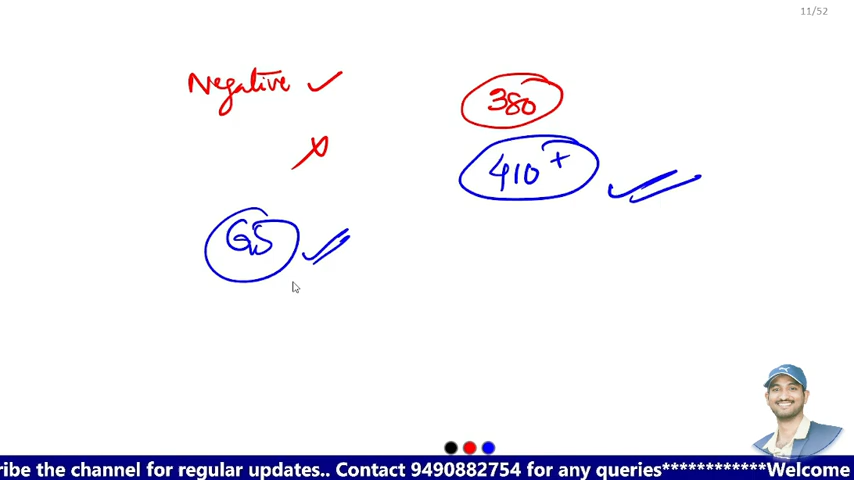 11/52
Negative ✓
380
410+
GS
ribe the channel for regular updates.. Contact 9490882754 for any queries************Welcome